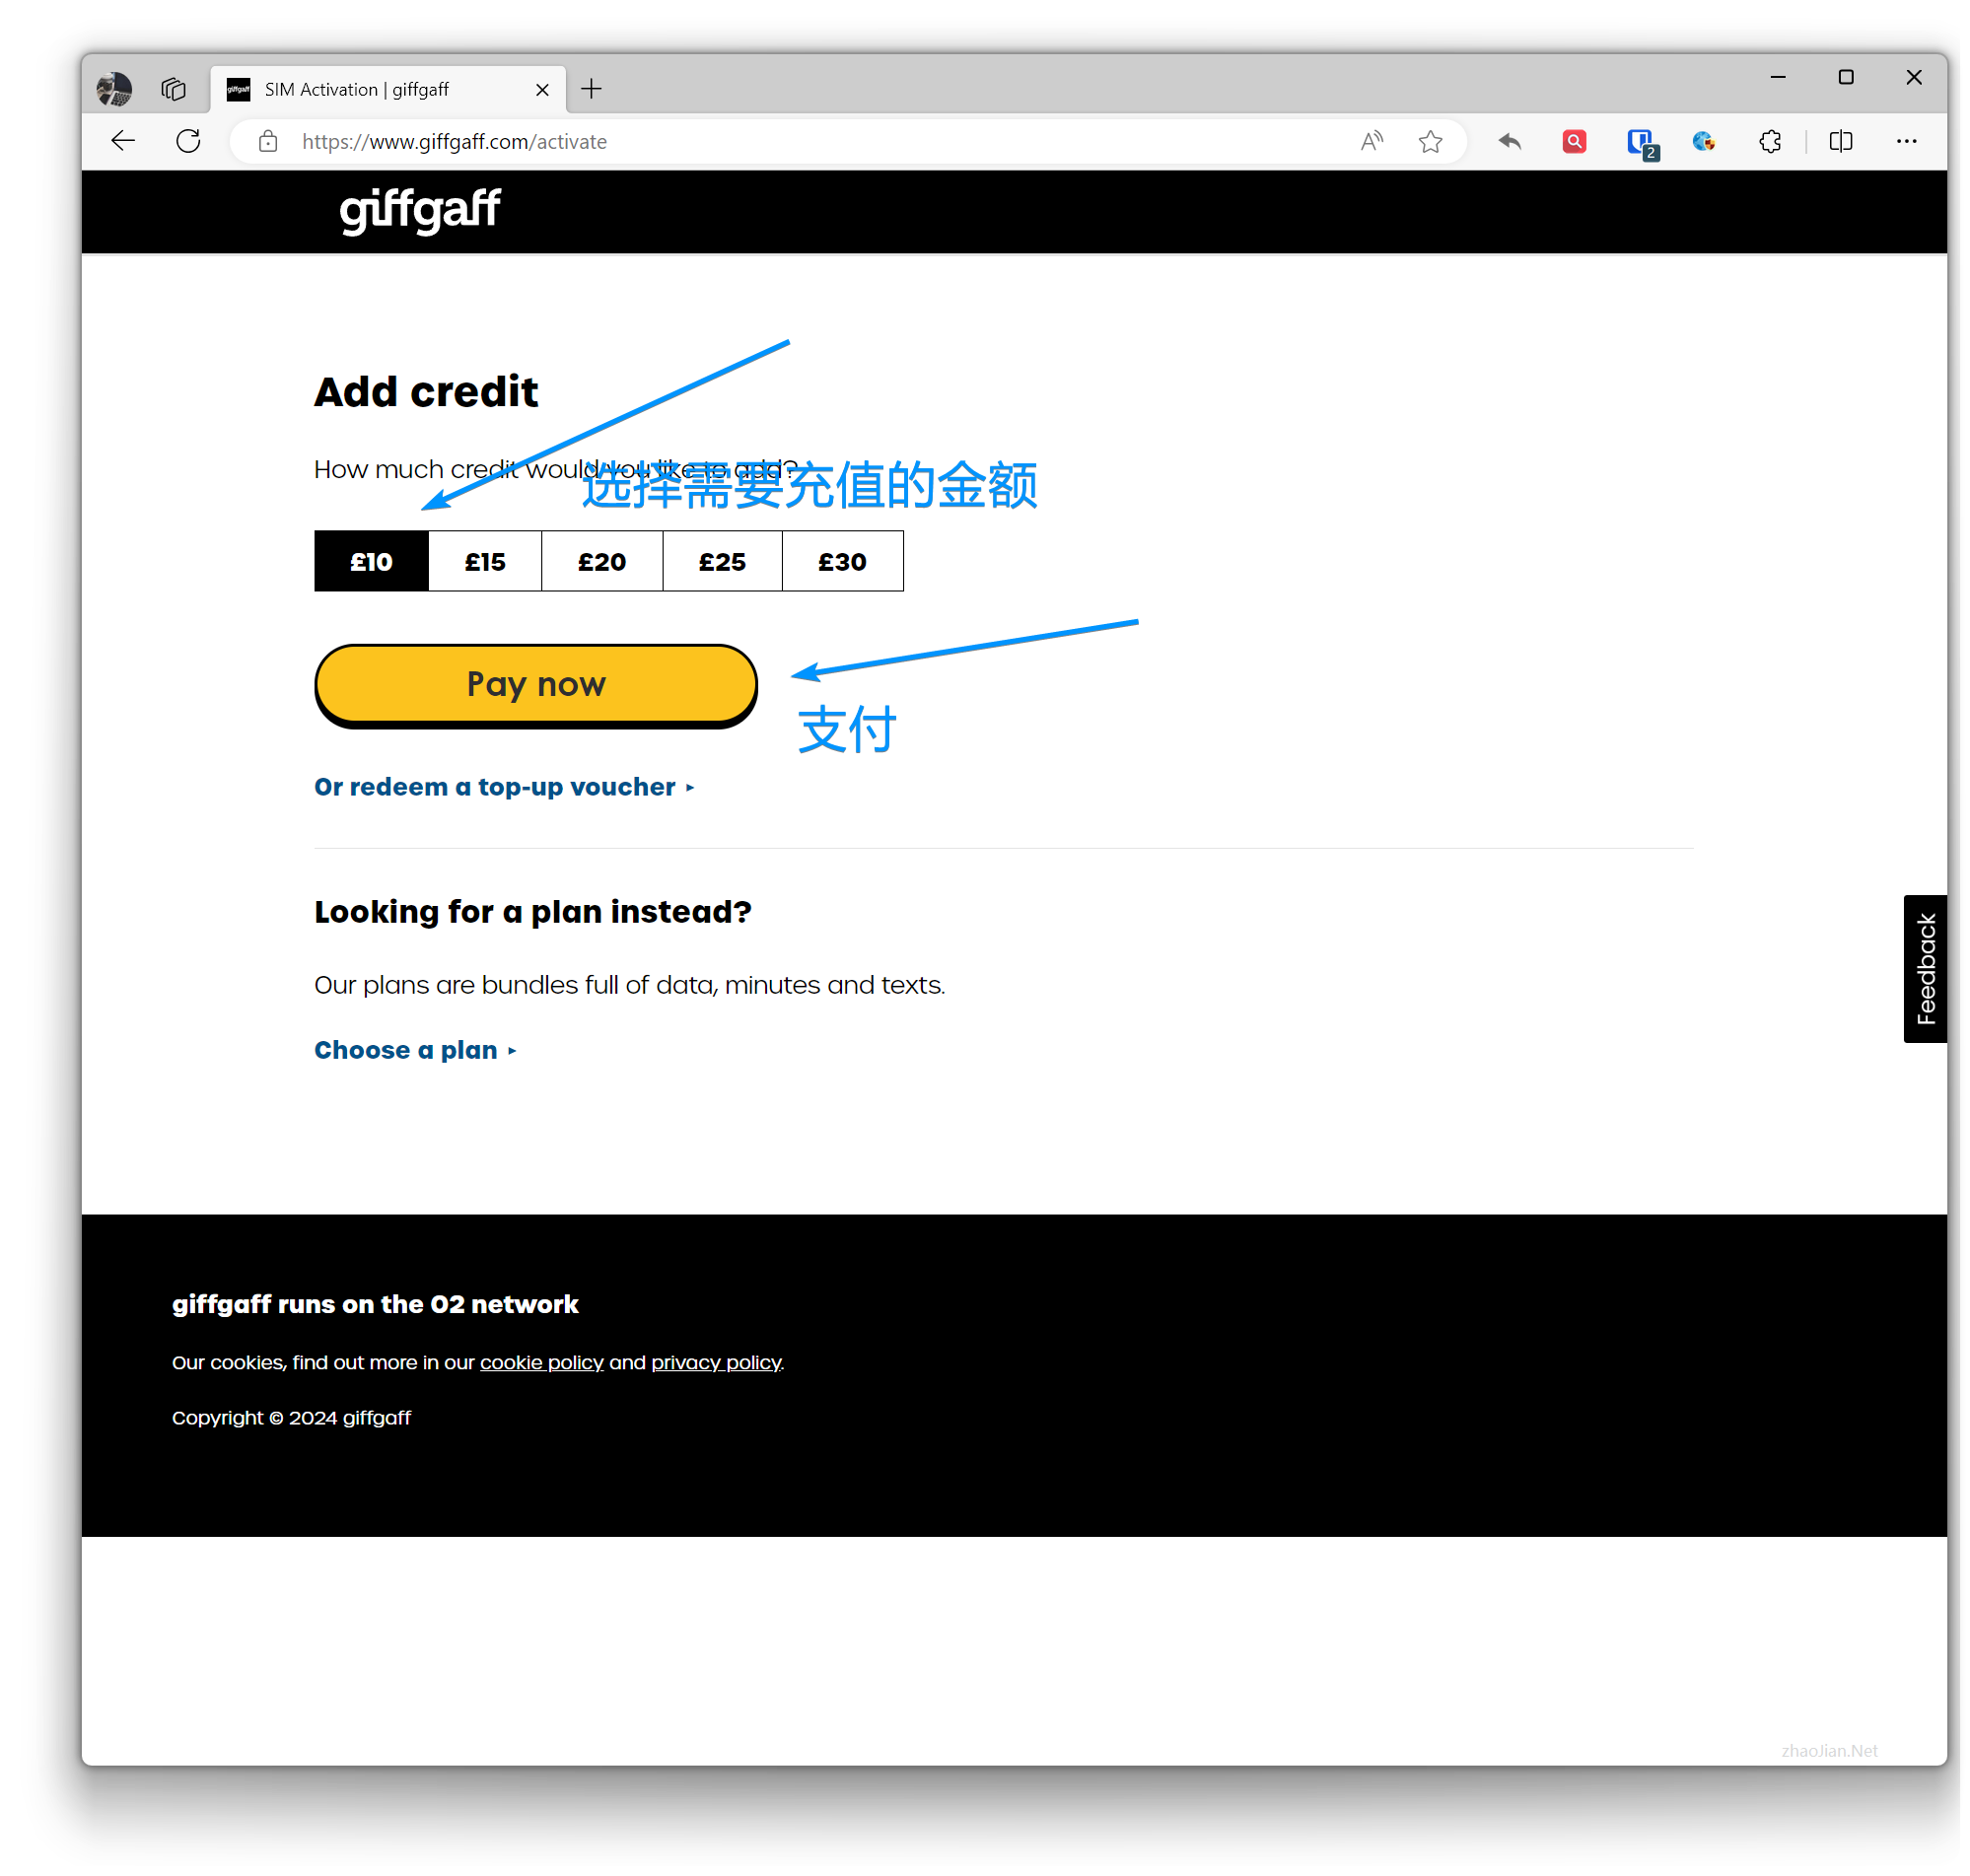 SIM Activation | giffgaff
https://www.giffgaff.com/activate
2
giffgaff
Add credit
How much credit would you like to add?
选择需要充值的金额
£10 £15 £20 £25 £30
Pay now
支付
Or redeem a top-up voucher
Looking for a plan instead?
Our plans are bundles full of data, minutes and texts.
Choose a plan
Feedback
giffgaff runs on the O2 network
Our cookies, find out more in our cookie policy and privacy policy.
Copyright © 2024 giffgaff
zhaoJian.Net